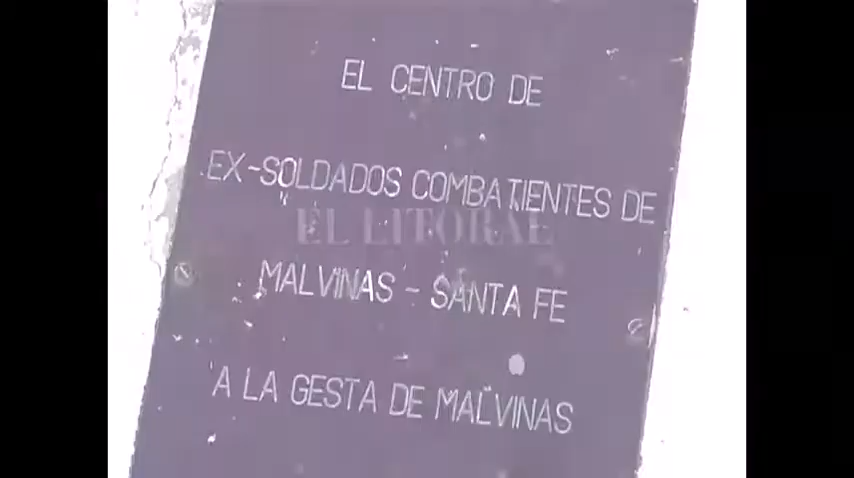 EL CENTRO DE
EX-SOLDADOS COMBATIENTES DE
EL LITORAL
MALVINAS - SANTA FE
A LA GESTA DE MALVINAS